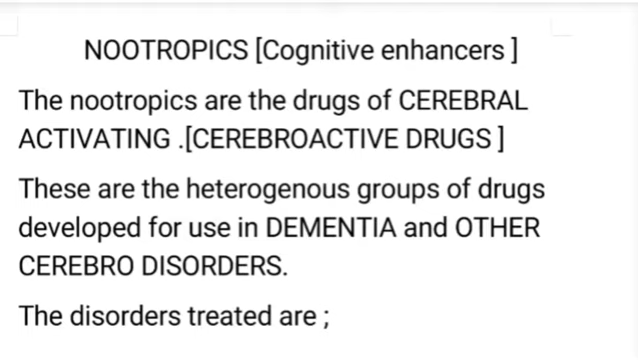 NOOTROPICS [Cognitive enhancers ]
The nootropics are the drugs of CEREBRAL
ACTIVATING .[CEREBROACTIVE DRUGS ]
These are the heterogenous groups of drugs
developed for use in DEMENTIA and OTHER
CEREBRO DISORDERS.
The disorders treated are ;